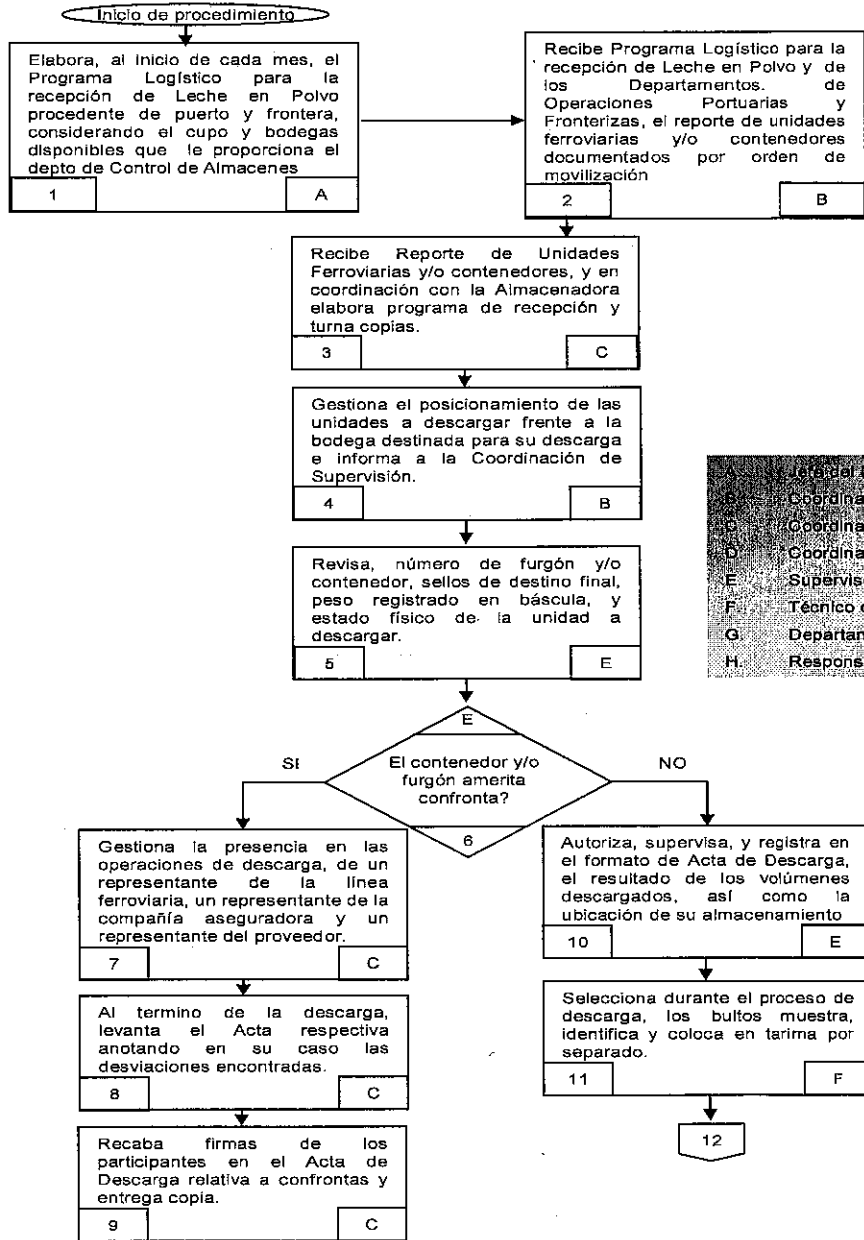 Inicio de procedimiento
Elabora, al inicio de cada mes, el
Programa Logístico para la
recepción de Leche en Polvo
procedente de puerto y frontera,
considerando el cupo y bodegas
disponibles que le proporciona el
depto de Control de Almacenes
1
A
Recibe Programa Logístico para la
recepción de Leche en Polvo y de
los Departamentos. de
Operaciones Portuarias y
Fronterizas, el reporte de unidades
ferroviarias y/o contenedores
documentados por orden de
movilización
2
B
Recibe Reporte de Unidades
Ferroviarias y/o contenedores, y en
coordinación con la Almacenadora
elabora programa de recepción y
turna copias.
3
C
Gestiona el posicionamiento de las
unidades a descargar frente a la
bodega destinada para su descarga
e informa a la Coordinación de
Supervisión.
4
B
A. Jefe del
B. Coordina
C. Coordina
D. Coordina
E. Supervis
F. Técnico
G. Departan
H. Respons
Revisa, número de furgón y/o
contenedor, sellos de destino final,
peso registrado en báscula, y
estado físico de la unidad a
descargar.
5
E
E
El contenedor y/o
furgón amerita
confronta?
6
SI
NO
Gestiona la presencia en las
operaciones de descarga, de un
representante de la línea
ferroviaria, un representante de la
compañía aseguradora y un
representante del proveedor.
7
C
Al termino de la descarga,
levanta el Acta respectiva
anotando en su caso las
desviaciones encontradas.
8
C
Recaba firmas de los
participantes en el Acta de
Descarga relativa a confrontas y
entrega copia.
9
C
Autoriza, supervisa, y registra en
el formato de Acta de Descarga,
el resultado de los volúmenes
descargados, así como la
ubicación de su almacenamiento
10
E
Selecciona durante el proceso de
descarga, los bultos muestra,
identifica y coloca en tarima por
separado.
11
F
12